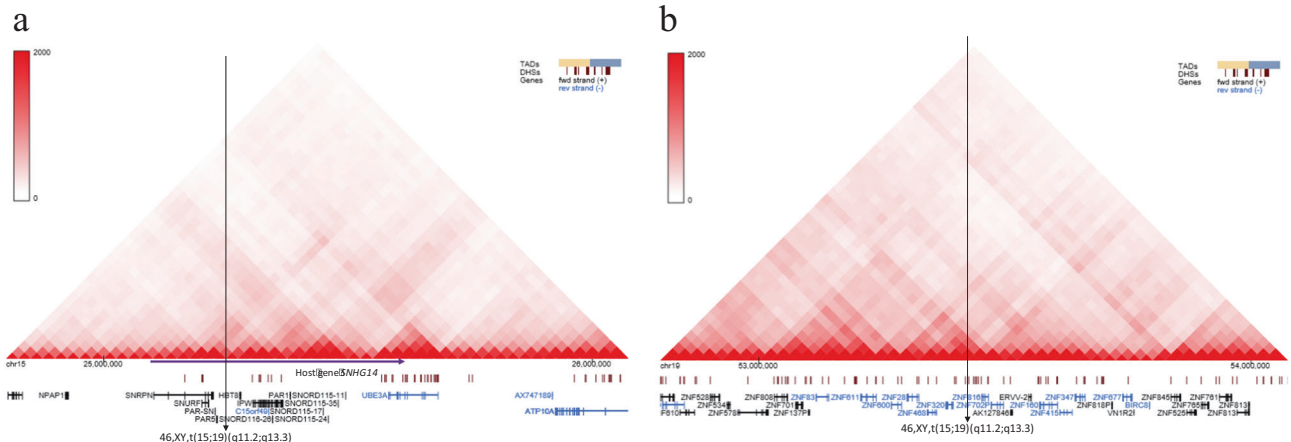 a
2000
0
TADs
DHSs
Genes fwd strand (+)
rev strand (-)
chr15 25,000,000 26,000,000
SNHG14
NPAP1 SNRPN HBT8 PAR1 SNORD115-11 UBE3A AX747189
SNURF IPW SNORD115-35 ATP10A
PAR-SN C15orf49 SNORD115-17
PAR5 SNORD116-26 SNORD115-24
46,XY,t(15;19)(q11.2;q13.3)
b
2000
0
TADs
DHSs
Genes fwd strand (+)
rev strand (-)
chr19 53,000,000 54,000,000
ZNF528 ZNF808 ZNF83 ZNF611 ZNF28 ZNF816 ERVV-2 ZNF347 ZNF677 ZNF845 ZNF761
ZNF534 ZNF701 ZNF600 ZNF320 ZNF702P ZNF160 ZNF818P BIRC8 ZNF765 ZNF813
F610 ZNF578 ZNF137P ZNF468 AK127846 ZNF415 VN1R2 ZNF525 ZNF813
46,XY,t(15;19)(q11.2;q13.3)